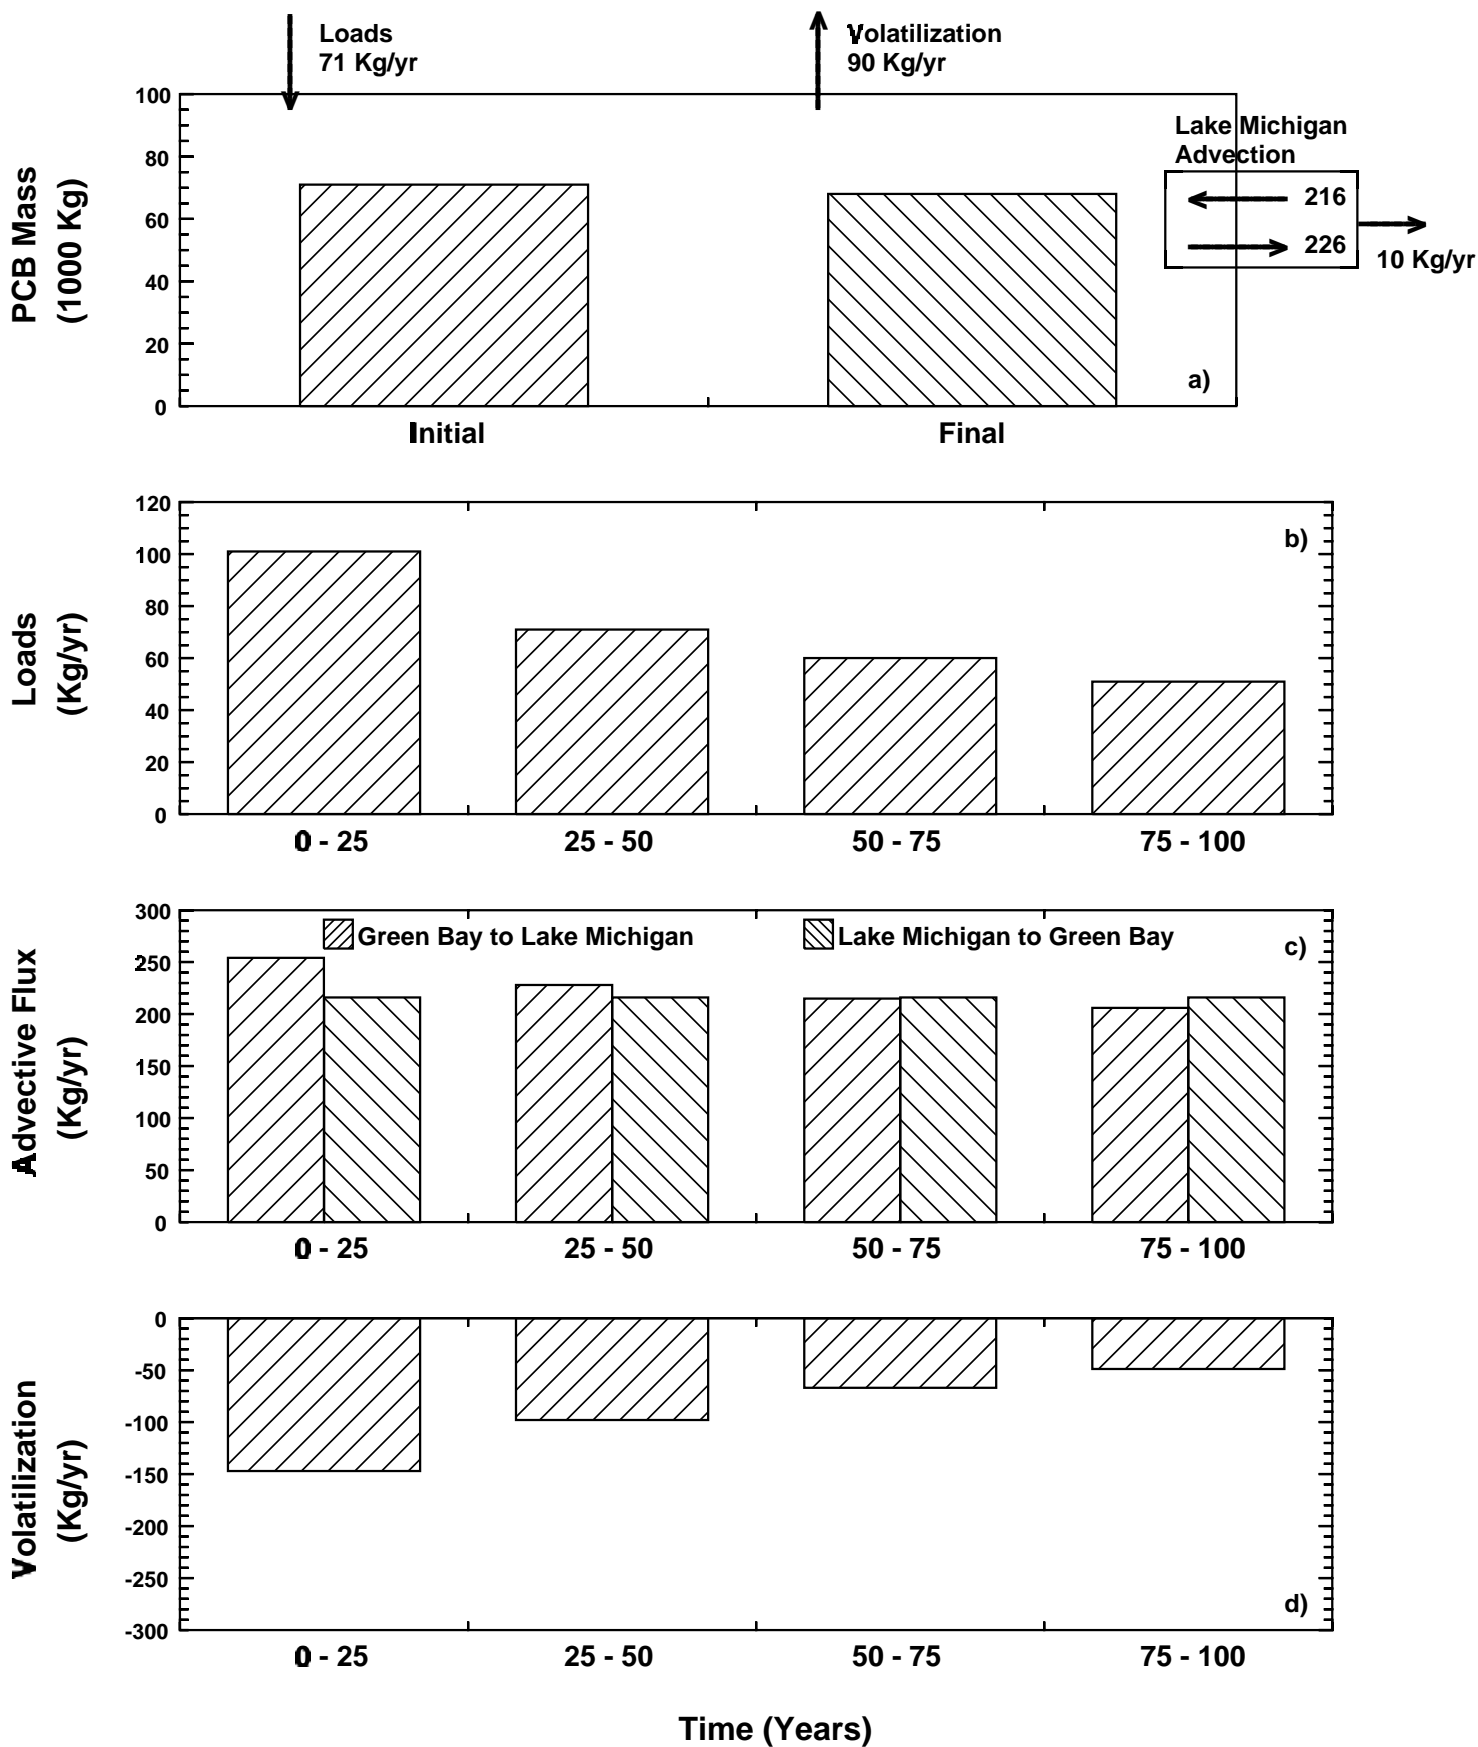 Loads
71 Kg/yr
Volatilization
90 Kg/yr
Lake Michigan
Advection
216
226
10 Kg/yr
PCB Mass
(1000 Kg)
100
80
60
40
20
0
a)
Initial
Final
Loads
(Kg/yr)
120
100
80
60
40
20
0
b)
0 - 25
25 - 50
50 - 75
75 - 100
Advective Flux
(Kg/yr)
300
250
200
150
100
50
0
Green Bay to Lake Michigan
Lake Michigan to Green Bay
c)
0 - 25
25 - 50
50 - 75
75 - 100
Volatilization
(Kg/yr)
0
-50
-100
-150
-200
-250
-300
d)
0 - 25
25 - 50
50 - 75
75 - 100
Time (Years)